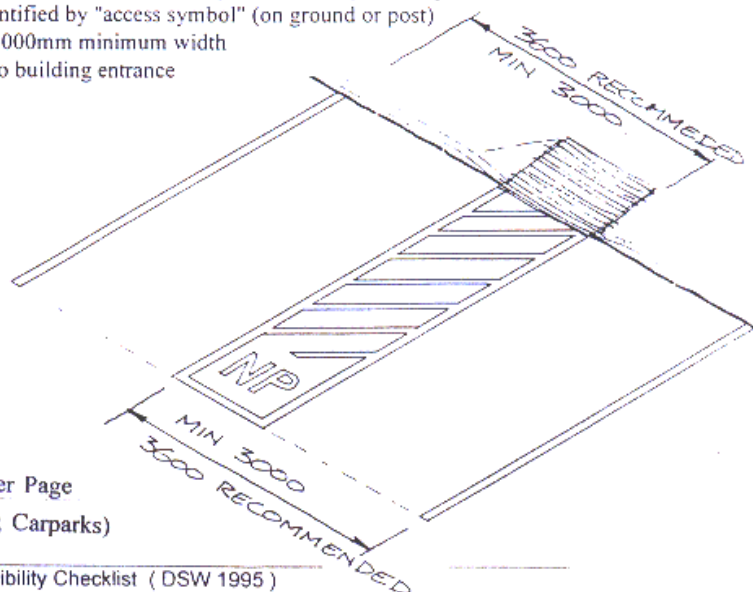 ntified by "access symbol" (on ground or post)
000mm minimum width
o building entrance
3600 RECOMMEDED
MIN 3000
NP
MIN 3000
3600 RECOMMENDED
er Page
Carparks)
ibility Checklist ( DSW 1995 )